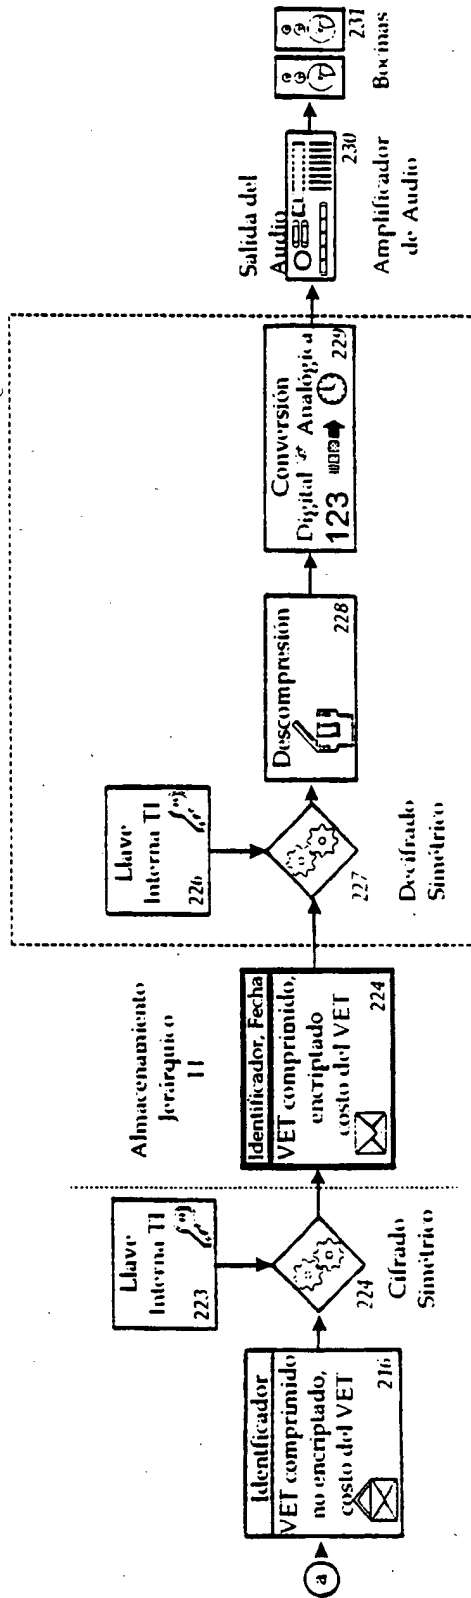 a
Identficador
VET comprimido
no encriptado,
costo del VET
216
Llave
Interna TI
223
224
Cifrado
Simétrico
Almacenamiento
Jerárquico
Identificador, Fecha
VET comprimido,
encriptado
costo del VET
224
Llave
Interna TI
226
227
Decifrado
Simétrico
Descompresión
228
Conversión
Digital Analógica
123
229
Salida del
Audio
230
Amplificador
de Audio
231
Bocinas